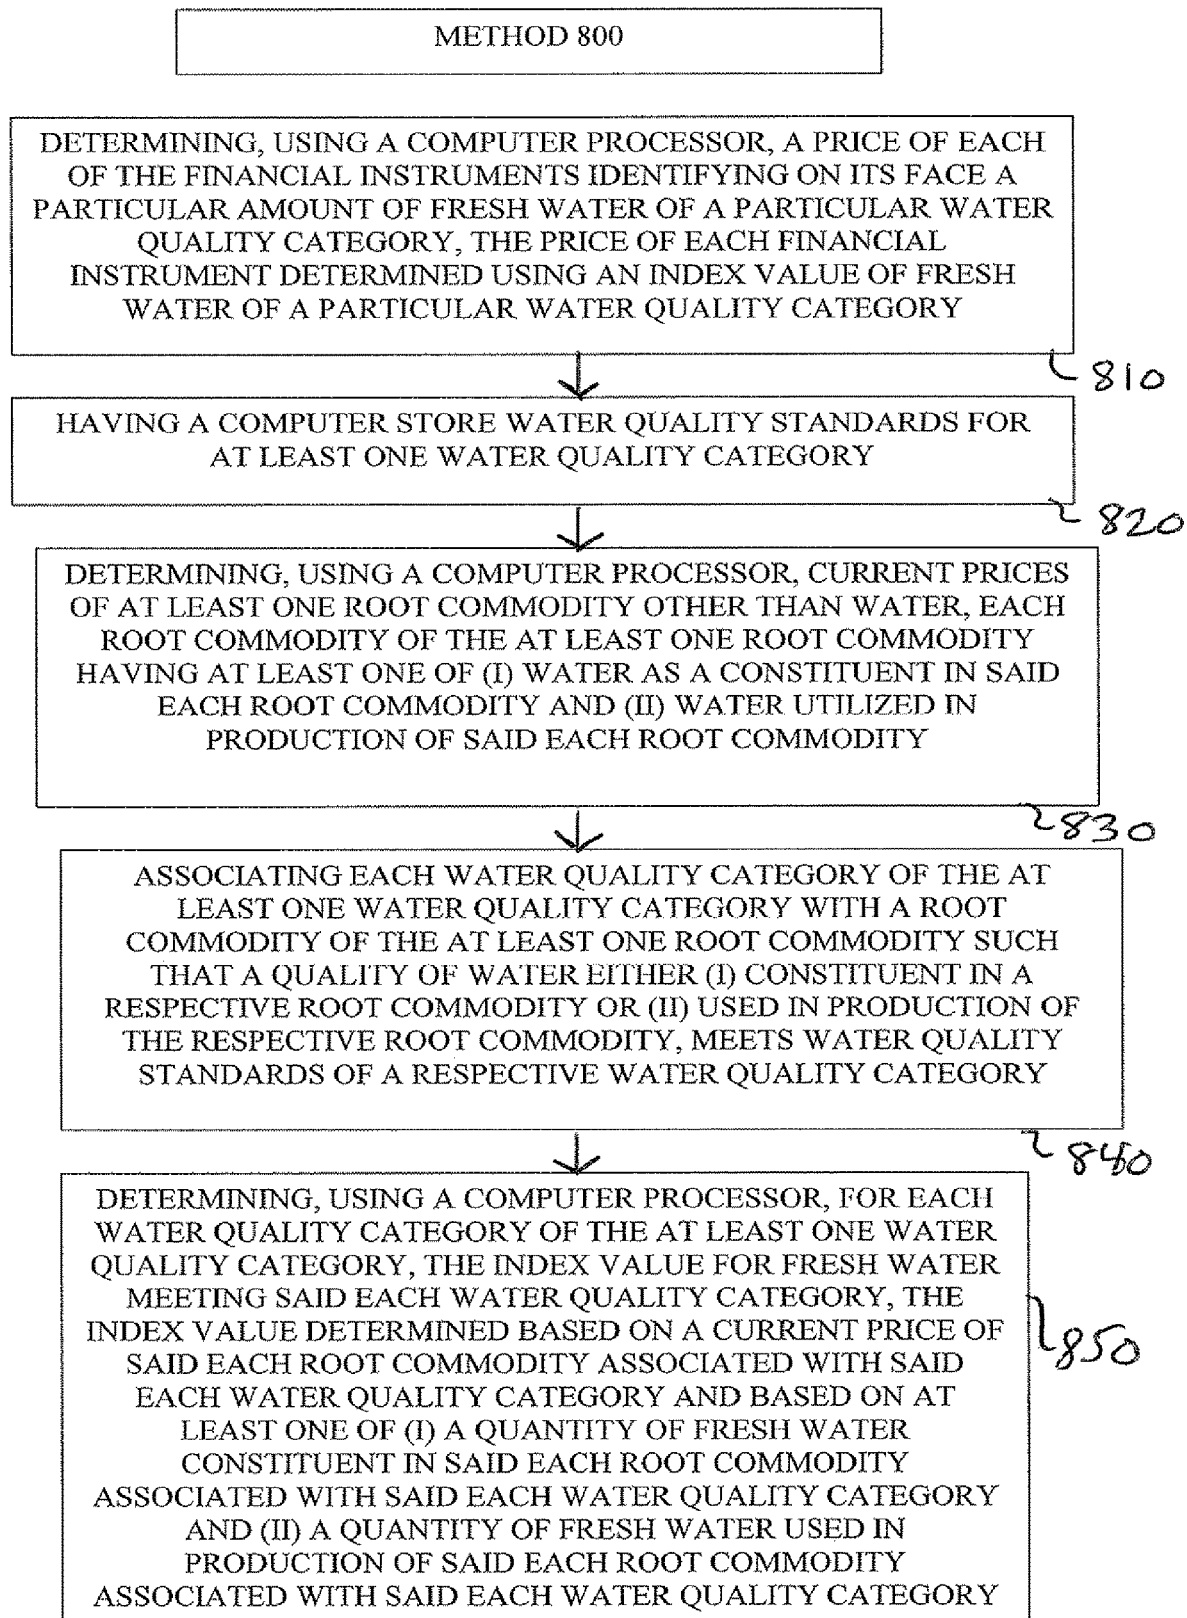 METHOD 800
DETERMINING, USING A COMPUTER PROCESSOR, A PRICE OF EACH
OF THE FINANCIAL INSTRUMENTS IDENTIFYING ON ITS FACE A
PARTICULAR AMOUNT OF FRESH WATER OF A PARTICULAR WATER
QUALITY CATEGORY, THE PRICE OF EACH FINANCIAL
INSTRUMENT DETERMINED USING AN INDEX VALUE OF FRESH
WATER OF A PARTICULAR WATER QUALITY CATEGORY
810
HAVING A COMPUTER STORE WATER QUALITY STANDARDS FOR
AT LEAST ONE WATER QUALITY CATEGORY
820
DETERMINING, USING A COMPUTER PROCESSOR, CURRENT PRICES
OF AT LEAST ONE ROOT COMMODITY OTHER THAN WATER, EACH
ROOT COMMODITY OF THE AT LEAST ONE ROOT COMMODITY
HAVING AT LEAST ONE OF (I) WATER AS A CONSTITUENT IN SAID
EACH ROOT COMMODITY AND (II) WATER UTILIZED IN
PRODUCTION OF SAID EACH ROOT COMMODITY
830
ASSOCIATING EACH WATER QUALITY CATEGORY OF THE AT
LEAST ONE WATER QUALITY CATEGORY WITH A ROOT
COMMODITY OF THE AT LEAST ONE ROOT COMMODITY SUCH
THAT A QUALITY OF WATER EITHER (I) CONSTITUENT IN A
RESPECTIVE ROOT COMMODITY OR (II) USED IN PRODUCTION OF
THE RESPECTIVE ROOT COMMODITY, MEETS WATER QUALITY
STANDARDS OF A RESPECTIVE WATER QUALITY CATEGORY
840
DETERMINING, USING A COMPUTER PROCESSOR, FOR EACH
WATER QUALITY CATEGORY OF THE AT LEAST ONE WATER
QUALITY CATEGORY, THE INDEX VALUE FOR FRESH WATER
MEETING SAID EACH WATER QUALITY CATEGORY, THE
INDEX VALUE DETERMINED BASED ON A CURRENT PRICE OF
SAID EACH ROOT COMMODITY ASSOCIATED WITH SAID
EACH WATER QUALITY CATEGORY AND BASED ON AT
LEAST ONE OF (I) A QUANTITY OF FRESH WATER
CONSTITUENT IN SAID EACH ROOT COMMODITY
ASSOCIATED WITH SAID EACH WATER QUALITY CATEGORY
AND (II) A QUANTITY OF FRESH WATER USED IN
PRODUCTION OF SAID EACH ROOT COMMODITY
ASSOCIATED WITH SAID EACH WATER QUALITY CATEGORY
850